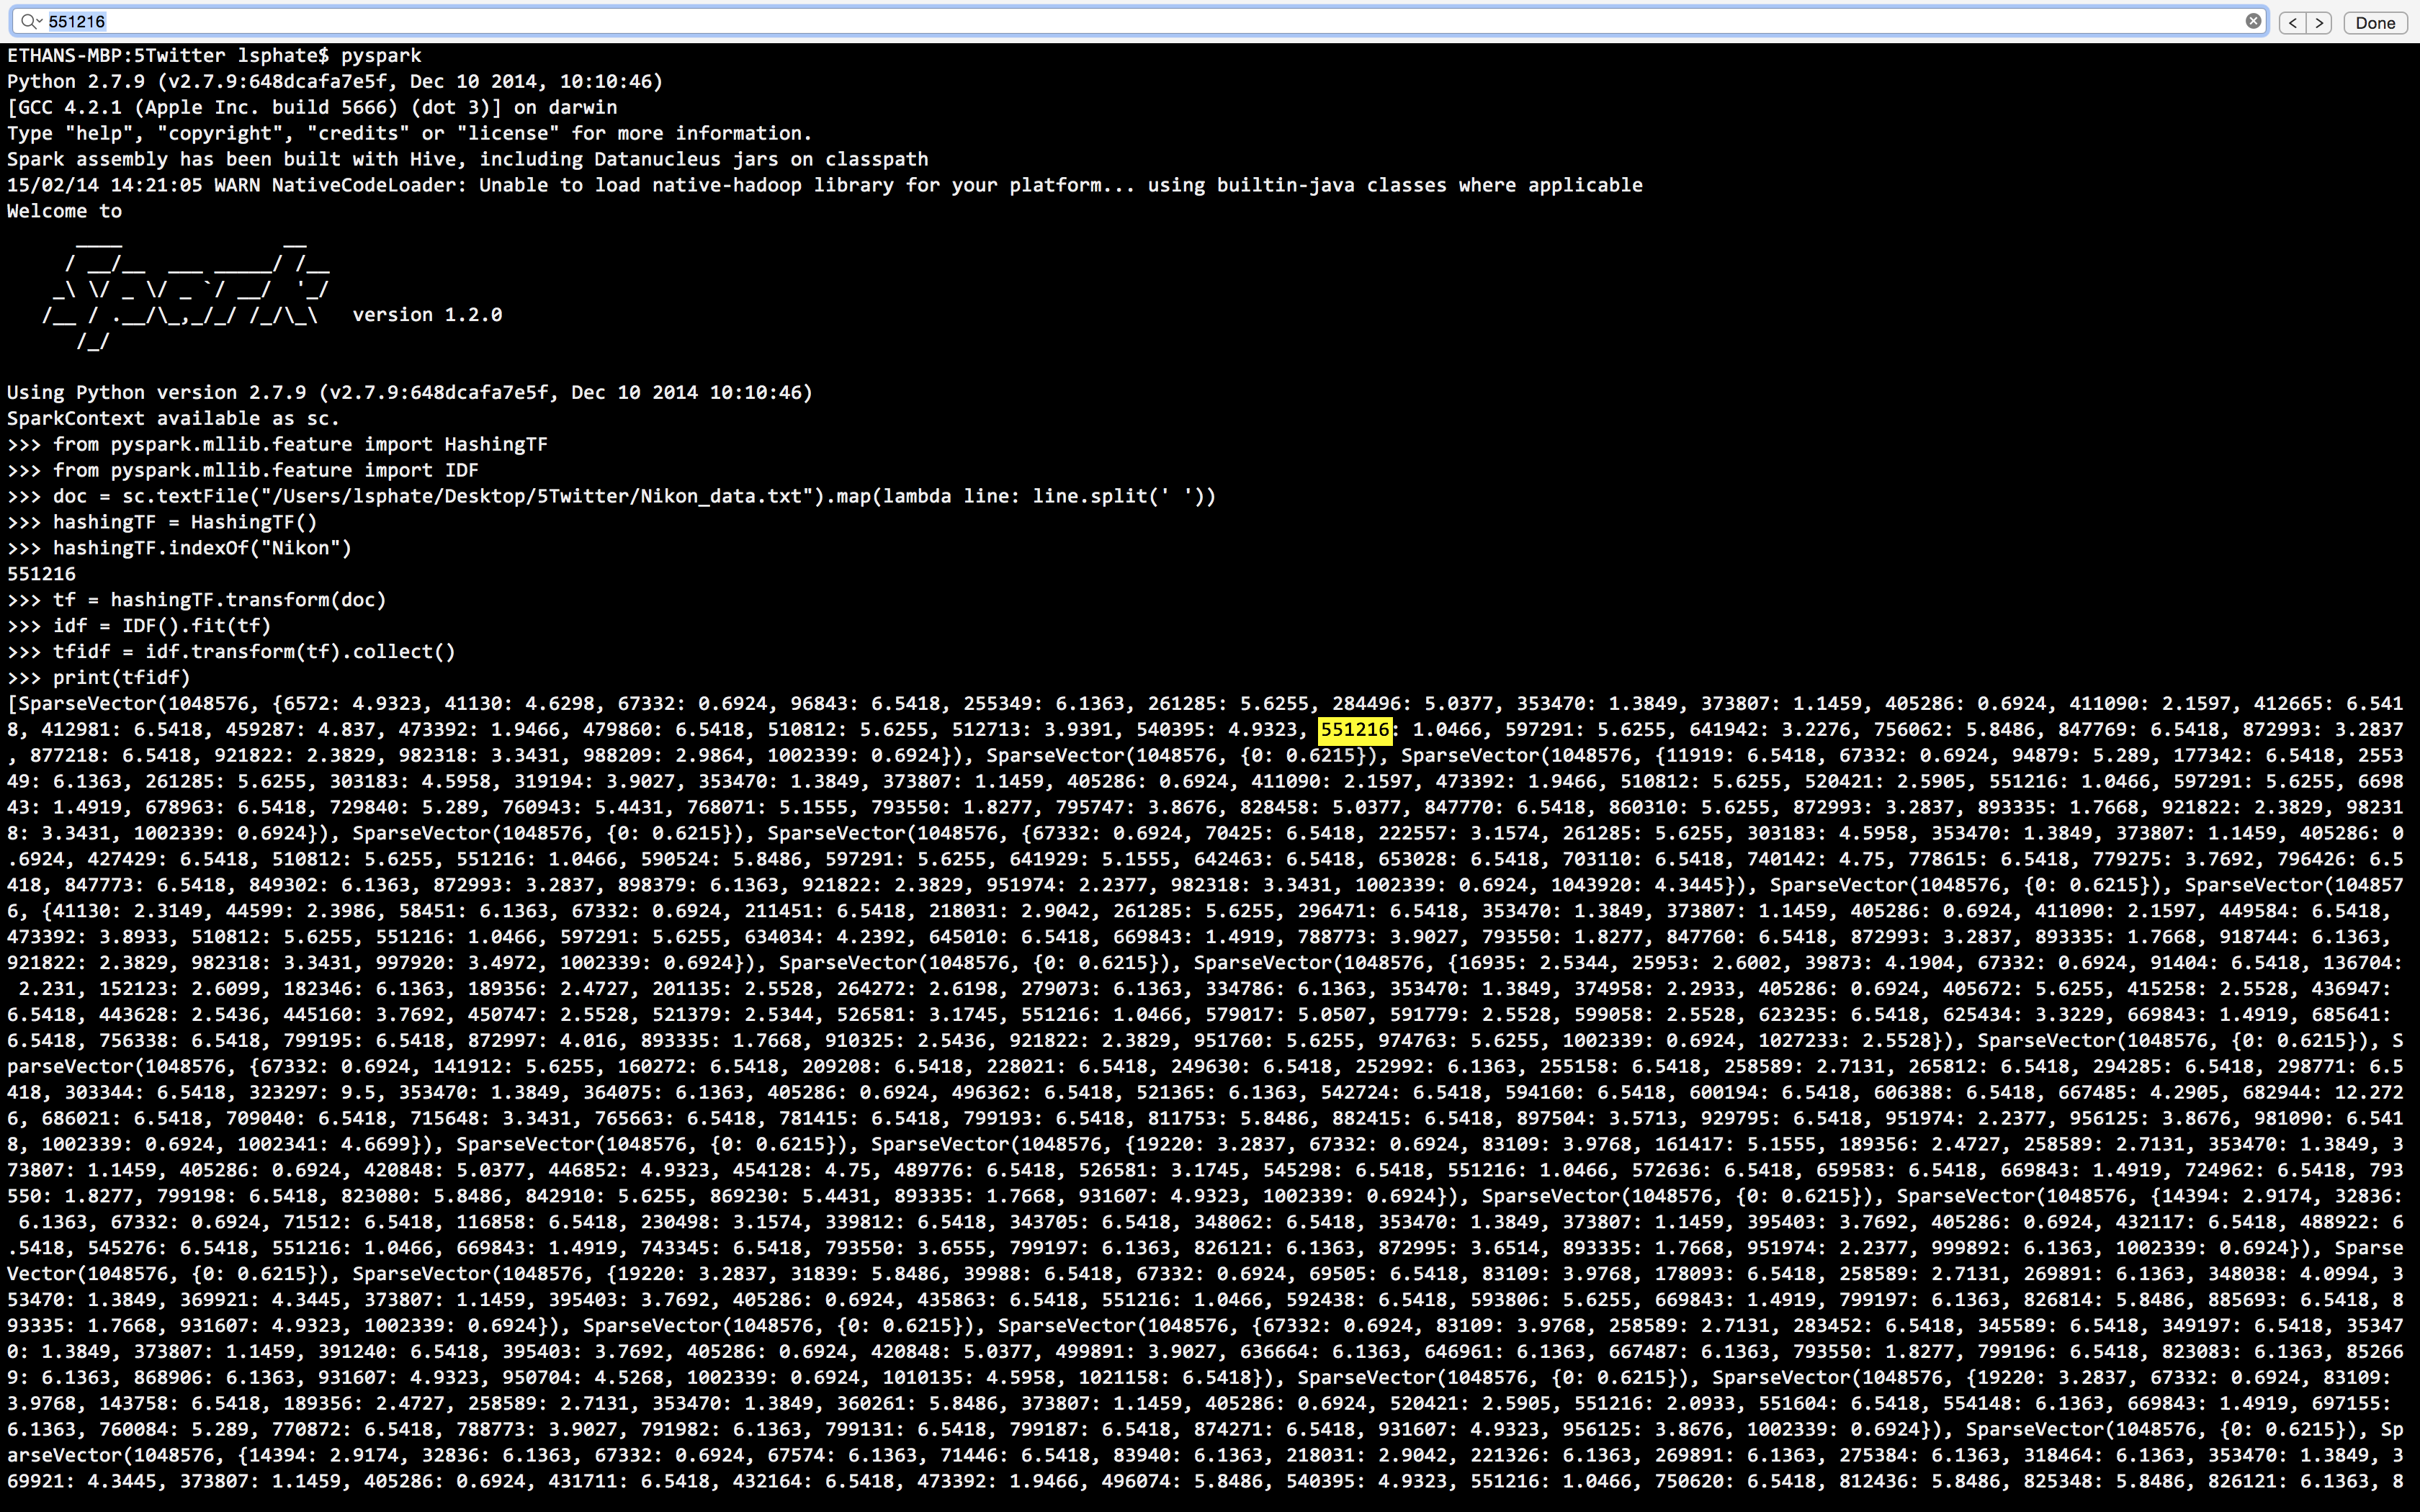 551216
< > Done
ETHANS-MBP:5Twitter lsphate$ pyspark
Python 2.7.9 (v2.7.9:648dcafa7e5f, Dec 10 2014, 10:10:46)
[GCC 4.2.1 (Apple Inc. build 5666) (dot 3)] on darwin
Type "help", "copyright", "credits" or "license" for more information.
Spark assembly has been built with Hive, including Datanucleus jars on classpath
15/02/14 14:21:05 WARN NativeCodeLoader: Unable to load native-hadoop library for your platform... using builtin-java classes where applicable
Welcome to
      ____              __
     / __/__  ___ _____/ /__
    _\ \/ _ \/ _ `/ __/  '_/
   /__ / .__/\_,_/_/ /_/\_\   version 1.2.0
      /_/
Using Python version 2.7.9 (v2.7.9:648dcafa7e5f, Dec 10 2014 10:10:46)
SparkContext available as sc.
>>> from pyspark.mllib.feature import HashingTF
>>> from pyspark.mllib.feature import IDF
>>> doc = sc.textFile("/Users/lsphate/Desktop/5Twitter/Nikon_data.txt").map(lambda line: line.split(' '))
>>> hashingTF = HashingTF()
>>> hashingTF.indexOf("Nikon")
551216
>>> tf = hashingTF.transform(doc)
>>> idf = IDF().fit(tf)
>>> tfidf = idf.transform(tf).collect()
>>> print(tfidf)
[SparseVector(1048576, {6572: 4.9323, 41130: 4.6298, 67332: 0.6924, 96843: 6.5418, 255349: 6.1363, 261285: 5.6255, 284496: 5.0377, 353470: 1.3849, 373807: 1.1459, 405286: 0.6924, 411090: 2.1597, 412665: 6.541
8, 412981: 6.5418, 459287: 4.837, 473392: 1.9466, 479860: 6.5418, 510812: 5.6255, 512713: 3.9391, 540395: 4.9323, 551216: 1.0466, 597291: 5.6255, 641942: 3.2276, 756062: 5.8486, 847769: 6.5418, 872993: 3.2837
, 877218: 6.5418, 921822: 2.3829, 982318: 3.3431, 988209: 2.9864, 1002339: 0.6924}), SparseVector(1048576, {0: 0.6215}), SparseVector(1048576, {11919: 6.5418, 67332: 0.6924, 94879: 5.289, 177342: 6.5418, 2553
49: 6.1363, 261285: 5.6255, 303183: 4.5958, 319194: 3.9027, 353470: 1.3849, 373807: 1.1459, 405286: 0.6924, 411090: 2.1597, 473392: 1.9466, 510812: 5.6255, 520421: 2.5905, 551216: 1.0466, 597291: 5.6255, 6698
43: 1.4919, 678963: 6.5418, 729840: 5.289, 760943: 5.4431, 768071: 5.1555, 793550: 1.8277, 795747: 3.8676, 828458: 5.0377, 847770: 6.5418, 860310: 5.6255, 872993: 3.2837, 893335: 1.7668, 921822: 2.3829, 98231
8: 3.3431, 1002339: 0.6924}), SparseVector(1048576, {0: 0.6215}), SparseVector(1048576, {67332: 0.6924, 70425: 6.5418, 222557: 3.1574, 261285: 5.6255, 303183: 4.5958, 353470: 1.3849, 373807: 1.1459, 405286: 0
.6924, 427429: 6.5418, 510812: 5.6255, 551216: 1.0466, 590524: 5.8486, 597291: 5.6255, 641929: 5.1555, 642463: 6.5418, 653028: 6.5418, 703110: 6.5418, 740142: 4.75, 778615: 6.5418, 779275: 3.7692, 796426: 6.5
418, 847773: 6.5418, 849302: 6.1363, 872993: 3.2837, 898379: 6.1363, 921822: 2.3829, 951974: 2.2377, 982318: 3.3431, 1002339: 0.6924, 1043920: 4.3445}), SparseVector(1048576, {0: 0.6215}), SparseVector(104857
6, {41130: 2.3149, 44599: 2.3986, 58451: 6.1363, 67332: 0.6924, 211451: 6.5418, 218031: 2.9042, 261285: 5.6255, 296471: 6.5418, 353470: 1.3849, 373807: 1.1459, 405286: 0.6924, 411090: 2.1597, 449584: 6.5418,
473392: 3.8933, 510812: 5.6255, 551216: 1.0466, 597291: 5.6255, 634034: 4.2392, 645010: 6.5418, 669843: 1.4919, 788773: 3.9027, 793550: 1.8277, 847760: 6.5418, 872993: 3.2837, 893335: 1.7668, 918744: 6.1363,
921822: 2.3829, 982318: 3.3431, 997920: 3.4972, 1002339: 0.6924}), SparseVector(1048576, {0: 0.6215}), SparseVector(1048576, {16935: 2.5344, 25953: 2.6002, 39873: 4.1904, 67332: 0.6924, 91404: 6.5418, 136704:
 2.231, 152123: 2.6099, 182346: 6.1363, 189356: 2.4727, 201135: 2.5528, 264272: 2.6198, 279073: 6.1363, 334786: 6.1363, 353470: 1.3849, 374958: 2.2933, 405286: 0.6924, 405672: 5.6255, 415258: 2.5528, 436947:
6.5418, 443628: 2.5436, 445160: 3.7692, 450747: 2.5528, 521379: 2.5344, 526581: 3.1745, 551216: 1.0466, 579017: 5.0507, 591779: 2.5528, 599058: 2.5528, 623235: 6.5418, 625434: 3.3229, 669843: 1.4919, 685641:
6.5418, 756338: 6.5418, 799195: 6.5418, 872997: 4.016, 893335: 1.7668, 910325: 2.5436, 921822: 2.3829, 951760: 5.6255, 974763: 5.6255, 1002339: 0.6924, 1027233: 2.5528}), SparseVector(1048576, {0: 0.6215}), S
parseVector(1048576, {67332: 0.6924, 141912: 5.6255, 160272: 6.5418, 209208: 6.5418, 228021: 6.5418, 249630: 6.5418, 252992: 6.1363, 255158: 6.5418, 258589: 2.7131, 265812: 6.5418, 294285: 6.5418, 298771: 6.5
418, 303344: 6.5418, 323297: 9.5, 353470: 1.3849, 364075: 6.1363, 405286: 0.6924, 496362: 6.5418, 521365: 6.1363, 542724: 6.5418, 594160: 6.5418, 600194: 6.5418, 606388: 6.5418, 667485: 4.2905, 682944: 12.272
6, 686021: 6.5418, 709040: 6.5418, 715648: 3.3431, 765663: 6.5418, 781415: 6.5418, 799193: 6.5418, 811753: 5.8486, 882415: 6.5418, 897504: 3.5713, 929795: 6.5418, 951974: 2.2377, 956125: 3.8676, 981090: 6.541
8, 1002339: 0.6924, 1002341: 4.6699}), SparseVector(1048576, {0: 0.6215}), SparseVector(1048576, {19220: 3.2837, 67332: 0.6924, 83109: 3.9768, 161417: 5.1555, 189356: 2.4727, 258589: 2.7131, 353470: 1.3849, 3
73807: 1.1459, 405286: 0.6924, 420848: 5.0377, 446852: 4.9323, 454128: 4.75, 489776: 6.5418, 526581: 3.1745, 545298: 6.5418, 551216: 1.0466, 572636: 6.5418, 659583: 6.5418, 669843: 1.4919, 724962: 6.5418, 793
550: 1.8277, 799198: 6.5418, 823080: 5.8486, 842910: 5.6255, 869230: 5.4431, 893335: 1.7668, 931607: 4.9323, 1002339: 0.6924}), SparseVector(1048576, {0: 0.6215}), SparseVector(1048576, {14394: 2.9174, 32836:
 6.1363, 67332: 0.6924, 71512: 6.5418, 116858: 6.5418, 230498: 3.1574, 339812: 6.5418, 343705: 6.5418, 348062: 6.5418, 353470: 1.3849, 373807: 1.1459, 395403: 3.7692, 405286: 0.6924, 432117: 6.5418, 488922: 6
.5418, 545276: 6.5418, 551216: 1.0466, 669843: 1.4919, 743345: 6.5418, 793550: 3.6555, 799197: 6.1363, 826121: 6.1363, 872995: 3.6514, 893335: 1.7668, 951974: 2.2377, 999892: 6.1363, 1002339: 0.6924}), Sparse
Vector(1048576, {0: 0.6215}), SparseVector(1048576, {19220: 3.2837, 31839: 5.8486, 39988: 6.5418, 67332: 0.6924, 69505: 6.5418, 83109: 3.9768, 178093: 6.5418, 258589: 2.7131, 269891: 6.1363, 348038: 4.0994, 3
53470: 1.3849, 369921: 4.3445, 373807: 1.1459, 395403: 3.7692, 405286: 0.6924, 435863: 6.5418, 551216: 1.0466, 592438: 6.5418, 593806: 5.6255, 669843: 1.4919, 799197: 6.1363, 826814: 5.8486, 885693: 6.5418, 8
93335: 1.7668, 931607: 4.9323, 1002339: 0.6924}), SparseVector(1048576, {0: 0.6215}), SparseVector(1048576, {67332: 0.6924, 83109: 3.9768, 258589: 2.7131, 283452: 6.5418, 345589: 6.5418, 349197: 6.5418, 35347
0: 1.3849, 373807: 1.1459, 391240: 6.5418, 395403: 3.7692, 405286: 0.6924, 420848: 5.0377, 499891: 3.9027, 636664: 6.1363, 646961: 6.1363, 667487: 6.1363, 793550: 1.8277, 799196: 6.5418, 823083: 6.1363, 85266
9: 6.1363, 868906: 6.1363, 931607: 4.9323, 950704: 4.5268, 1002339: 0.6924, 1010135: 4.5958, 1021158: 6.5418}), SparseVector(1048576, {0: 0.6215}), SparseVector(1048576, {19220: 3.2837, 67332: 0.6924, 83109:
3.9768, 143758: 6.5418, 189356: 2.4727, 258589: 2.7131, 353470: 1.3849, 360261: 5.8486, 373807: 1.1459, 405286: 0.6924, 520421: 2.5905, 551216: 2.0933, 551604: 6.5418, 554148: 6.1363, 669843: 1.4919, 697155:
6.1363, 760084: 5.289, 770872: 6.5418, 788773: 3.9027, 791982: 6.1363, 799131: 6.5418, 799187: 6.5418, 874271: 6.5418, 931607: 4.9323, 956125: 3.8676, 1002339: 0.6924}), SparseVector(1048576, {0: 0.6215}), Sp
arseVector(1048576, {14394: 2.9174, 32836: 6.1363, 67332: 0.6924, 67574: 6.1363, 71446: 6.5418, 83940: 6.1363, 218031: 2.9042, 221326: 6.1363, 269891: 6.1363, 275384: 6.1363, 318464: 6.1363, 353470: 1.3849, 3
69921: 4.3445, 373807: 1.1459, 405286: 0.6924, 431711: 6.5418, 432164: 6.5418, 473392: 1.9466, 496074: 5.8486, 540395: 4.9323, 551216: 1.0466, 750620: 6.5418, 812436: 5.8486, 825348: 5.8486, 826121: 6.1363, 8